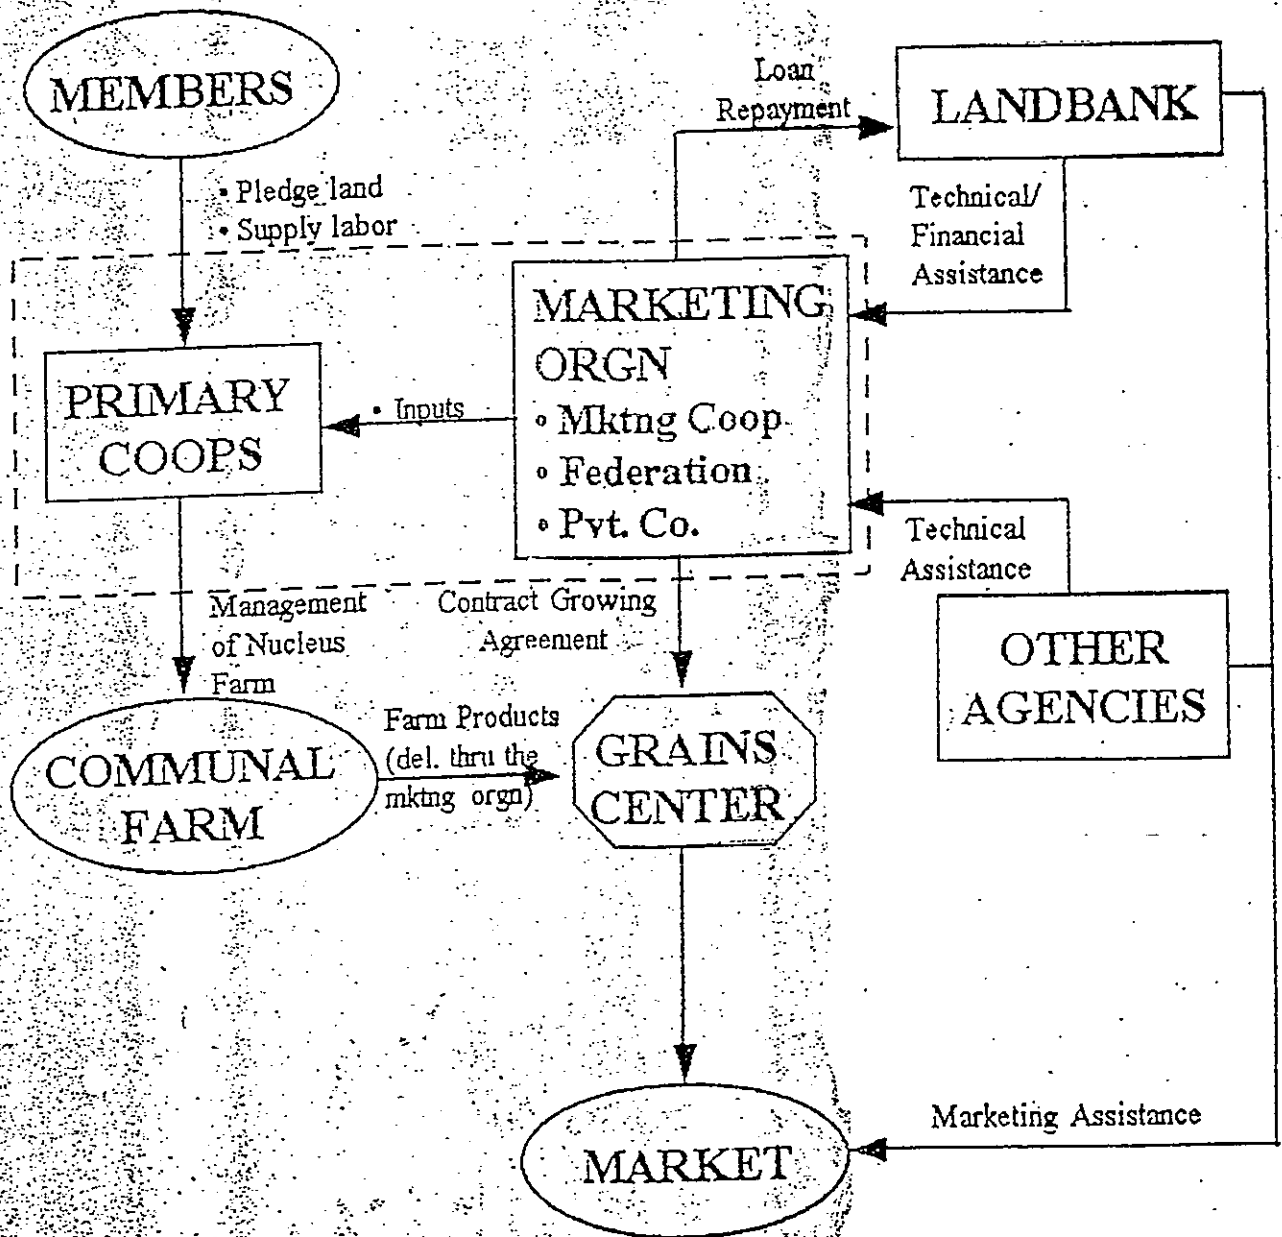 MEMBERS
Loan
Repayment
LANDBANK
• Pledge land
• Supply labor
Technical/
Financial
Assistance
MARKETING
ORGN
• Mktng Coop
• Federation
• Pvt. Co.
PRIMARY
COOPS
• Inputs
Technical
Assistance
Management
of Nucleus
Farm
Contract Growing
Agreement
OTHER
AGENCIES
COMMUNAL
FARM
Farm Products
(del. thru the
mktng orgn)
GRAINS
CENTER
Marketing Assistance
MARKET